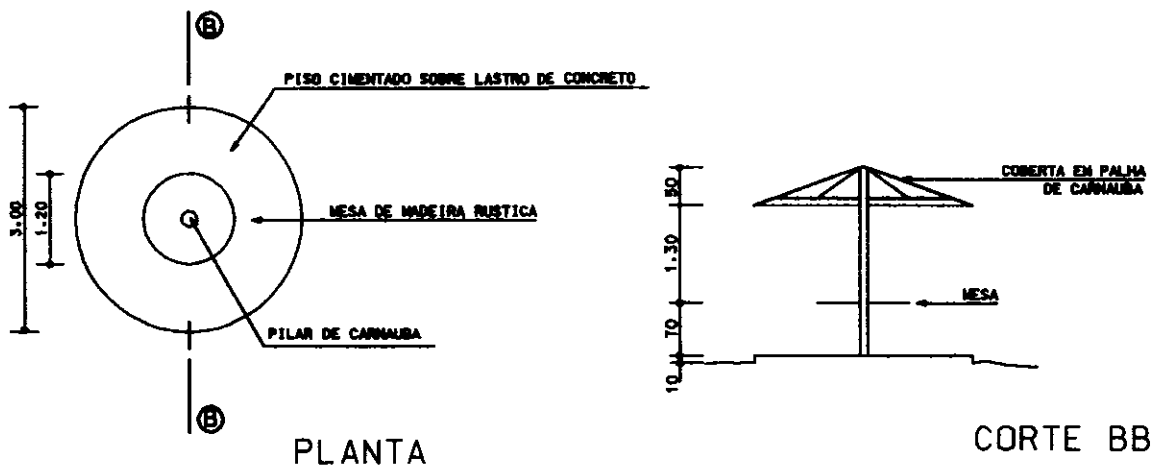 B
PISO CIMENTADO SOBRE LASTRO DE CONCRETO
3.00
1.20
MESA DE MADEIRA RUSTICA
PILAR DE CARNAUBA
B
PLANTA
50
1.30
70
10
COBERTA EM PALHA
DE CARNAUBA
MESA
CORTE BB